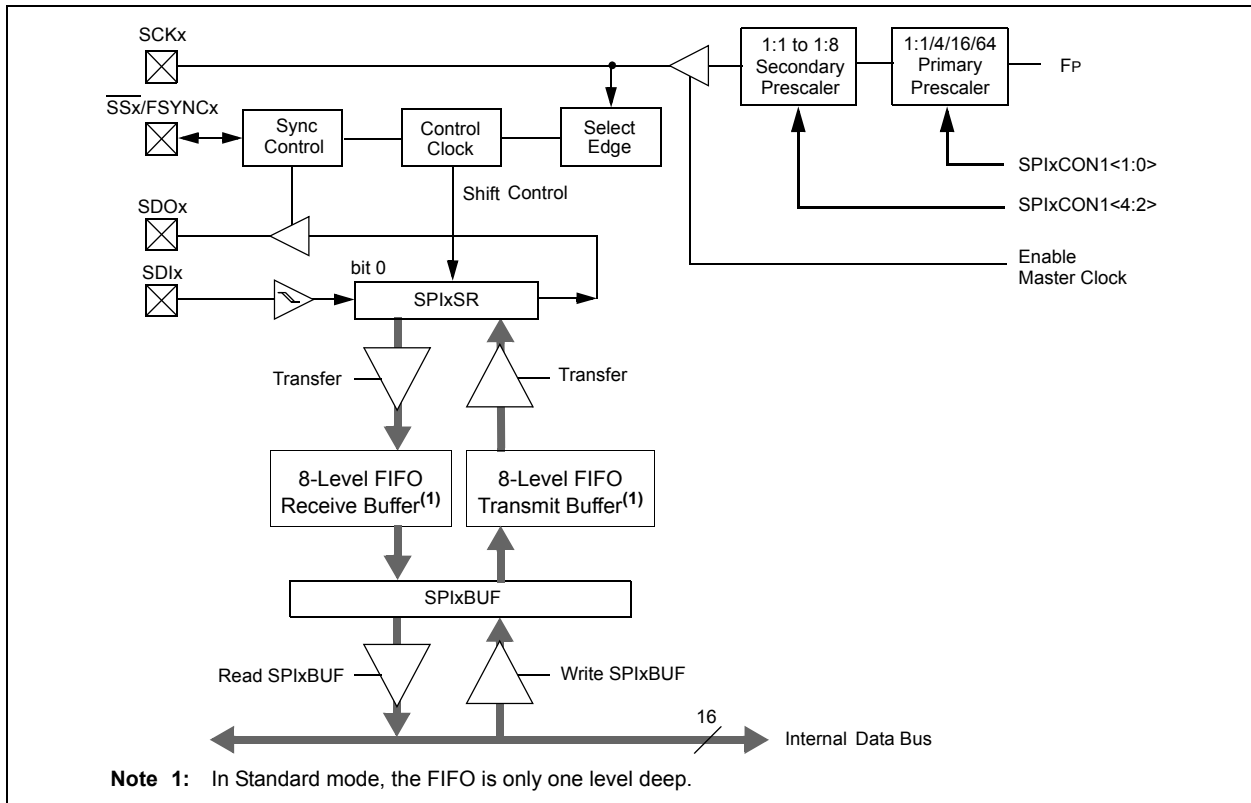 SCKx
1:1 to 1:8
Secondary
Prescaler
1:1/4/16/64
Primary
Prescaler
FP
SSx/FSYNCx
Sync
Control
Control
Clock
Select
Edge
SPIxCON1<1:0>
Shift Control
SPIxCON1<4:2>
SDOx
Enable
Master Clock
bit 0
SDIx
SPIxSR
Transfer
Transfer
8-Level FIFO
Receive Buffer(1)
8-Level FIFO
Transmit Buffer(1)
SPIxBUF
Read SPIxBUF
Write SPIxBUF
16
Internal Data Bus
Note 1: In Standard mode, the FIFO is only one level deep.